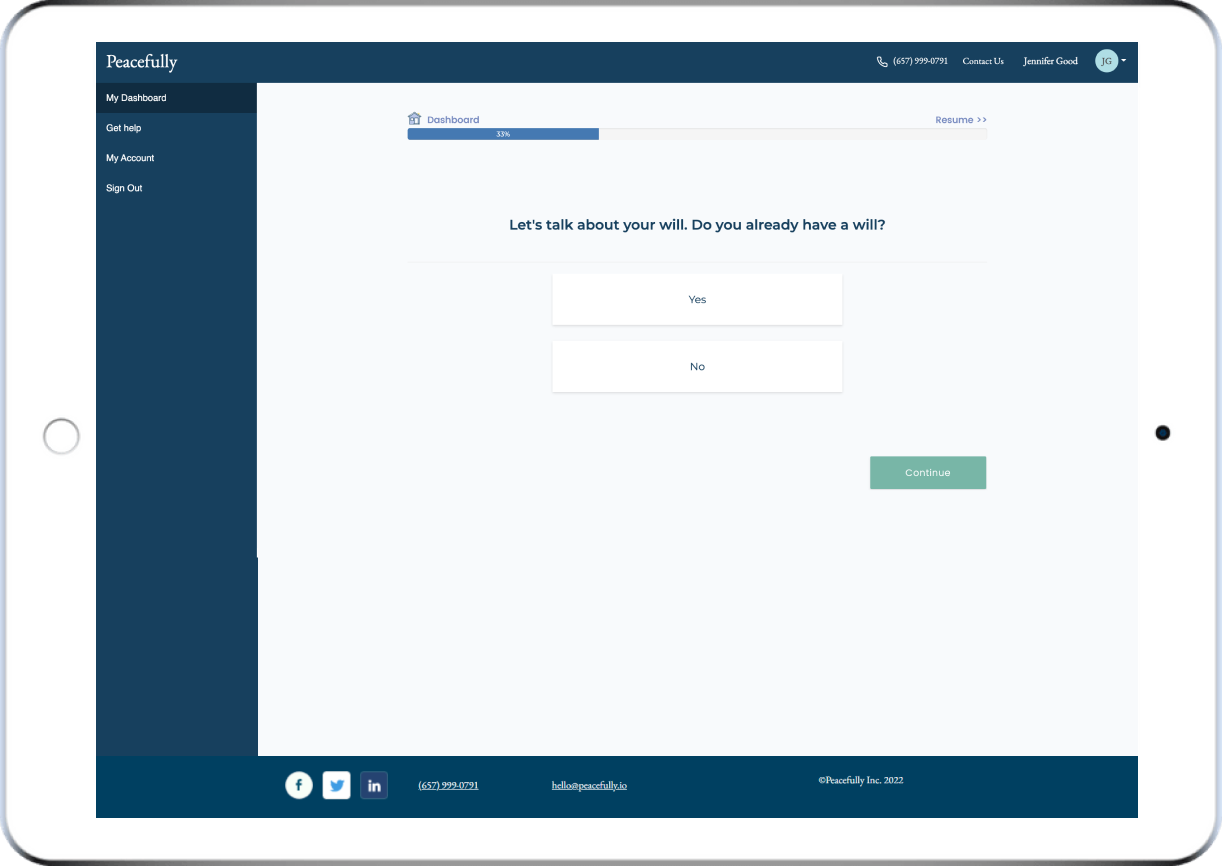 Peacefully
(657) 999-0791 Contact Us Jennifer Good JG
My Dashboard
Get help
My Account
Sign Out
Dashboard Resume >>
33%
Let's talk about your will. Do you already have a will?
Yes
No
Continue
f in (657) 999-0791 hello@peacefully.io ©Peacefully Inc. 2022